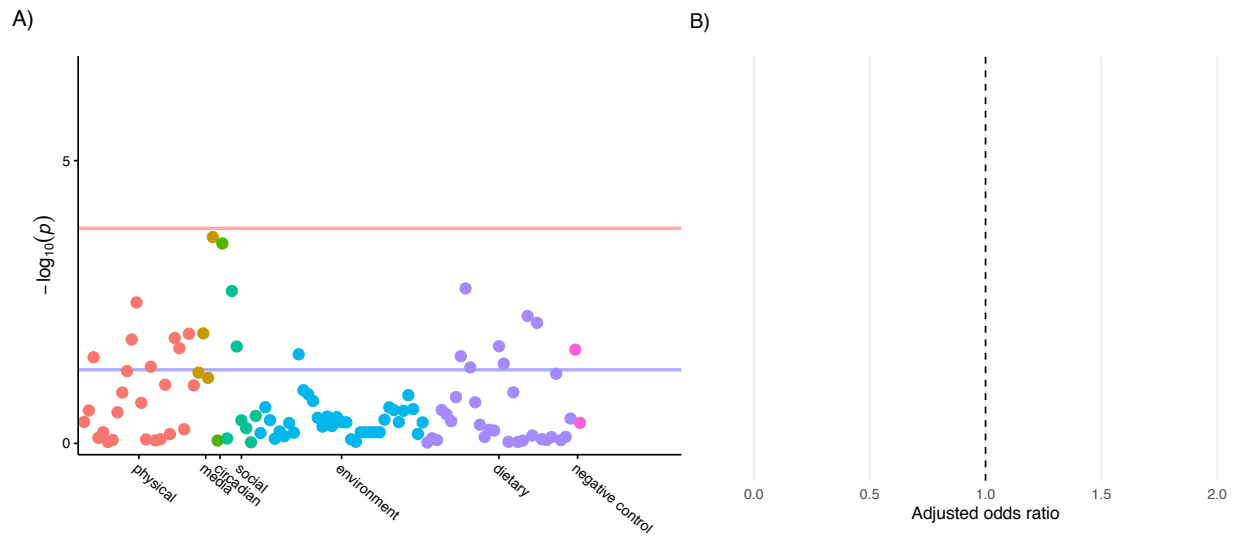 A)
B)
−log₁₀(p)
5
0
physical
media
circadian
social
environment
dietary
negative control
0.0
0.5
1.0
1.5
2.0
Adjusted odds ratio